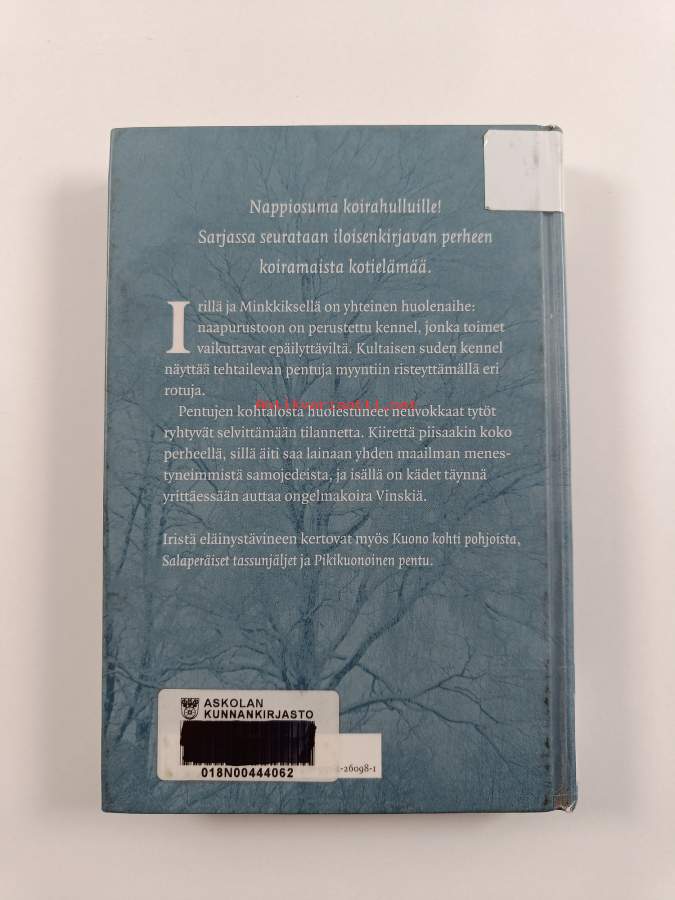 Nappiosuma koirahulluille!
Sarjassa seurataan iloisenkirjavan perheen
koiramaista kotielämää.
Irillä ja Minkkiksellä on yhteinen huolenaihe:
naapurustoon on perustettu kennel, jonka toimet
vaikuttavat epäilyttäviltä. Kultaisen suden kennel
näyttää tehtailevan pentuja myyntiin risteyttämällä eri
rotuja.
antikvariaatti.net
Pentujen kohtalosta huolestuneet neuvokkaat tytöt
ryhtyvät selvittämään tilannetta. Kiirettä piisaakin koko
perheellä, sillä äiti saa lainaan yhden maailman menes-
tyneimmistä samojedeista, ja isällä on kädet täynnä
yrittäessään auttaa ongelmakoira Vinskiä.
Iristä eläinystävineen kertovat myös Kuono kohti pohjoista,
Salaperäiset tassunjäljet ja Pikikuonoinen pentu.
ASKOLAN
KUNNANKIRJASTO
018N00444062
-26098-1